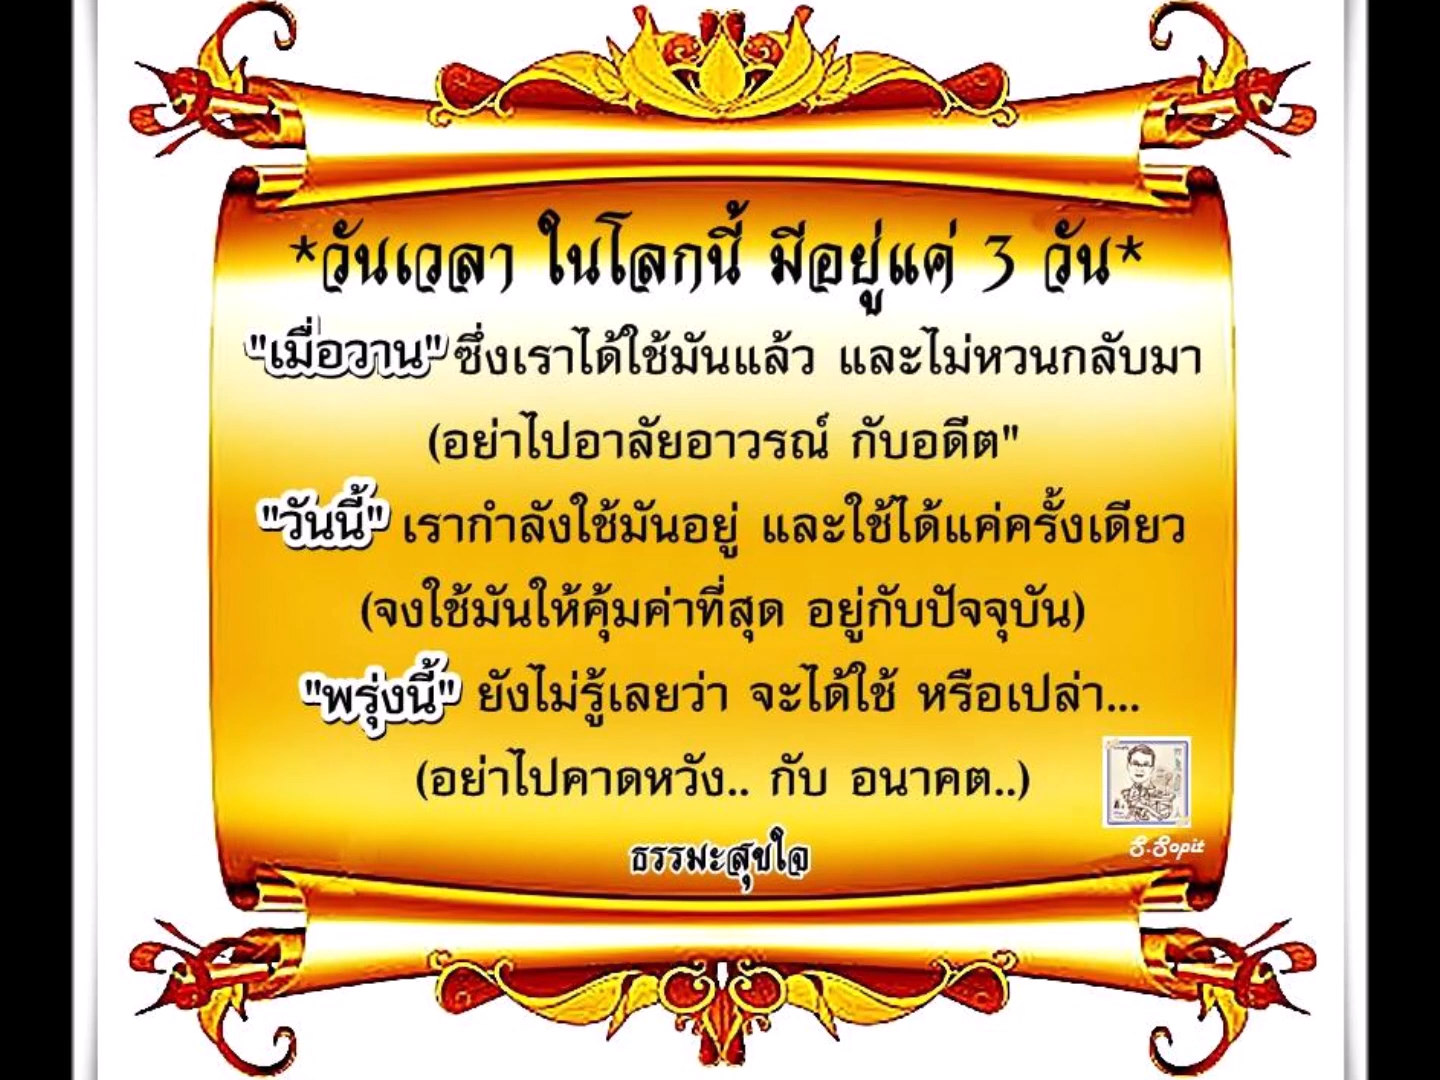 *วันเวลา ในโลกนี้ มีอยู่แค่ 3 วัน*
"เมื่อวาน" ซึ่งเราได้ใช้มันแล้ว และไม่หวนกลับมา
(อย่าไปอาลัยอาวรณ์ กับอดีต"
"วันนี้" เรากำลังใช้มันอยู่ และใช้ได้แค่ครั้งเดียว
(จงใช้มันให้คุ้มค่าที่สุด อยู่กับปัจจุบัน)
"พรุ่งนี้" ยังไม่รู้เลยว่า จะได้ใช้ หรือเปล่า...
(อย่าไปคาดหวัง.. กับ อนาคต..)
S.Sopit
ธรรมะสุขใจ